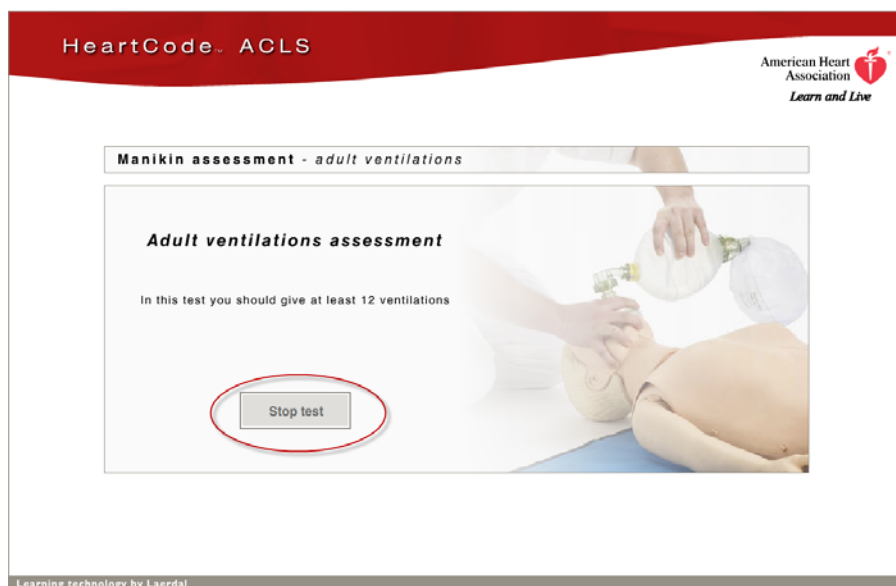 HeartCode™ ACLS
American Heart
Association
Learn and Live
Manikin assessment - adult ventilations
Adult ventilations assessment
In this test you should give at least 12 ventilations
Stop test
Learning technology by Laerdal